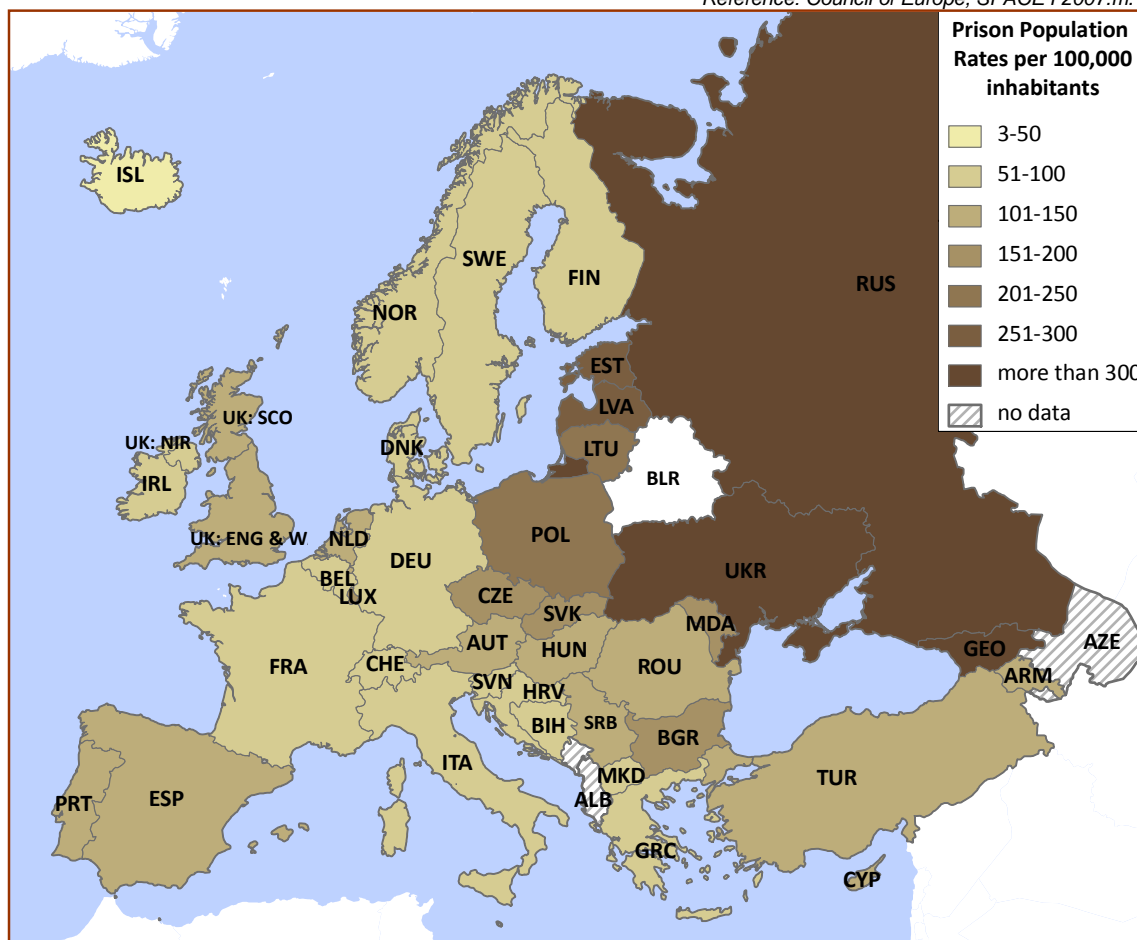 Reference: Council of Europe, SPACE I 2007.III.
Prison Population
Rates per 100,000
inhabitants
3-50
51-100
101-150
151-200
201-250
251-300
more than 300
no data
ISL
SWE
FIN
NOR
RUS
EST
LVA
UK: SCO
UK: NIR
DNK
LTU
IRL
BLR
UK: ENG & W
NLD
POL
DEU
UKR
BEL
LUX
CZE
SVK
MDA
AUT
HUN
GEO
AZE
FRA
CHE
ROU
ARM
SVN
HRV
BIH
SRB
BGR
ITA
MKD
TUR
PRT
ESP
ALB
GRC
CYP